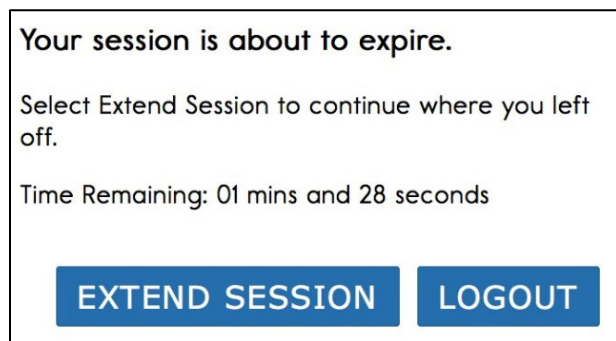 Your session is about to expire.
Select Extend Session to continue where you left
off.
Time Remaining: 01 mins and 28 seconds
EXTEND SESSION LOGOUT